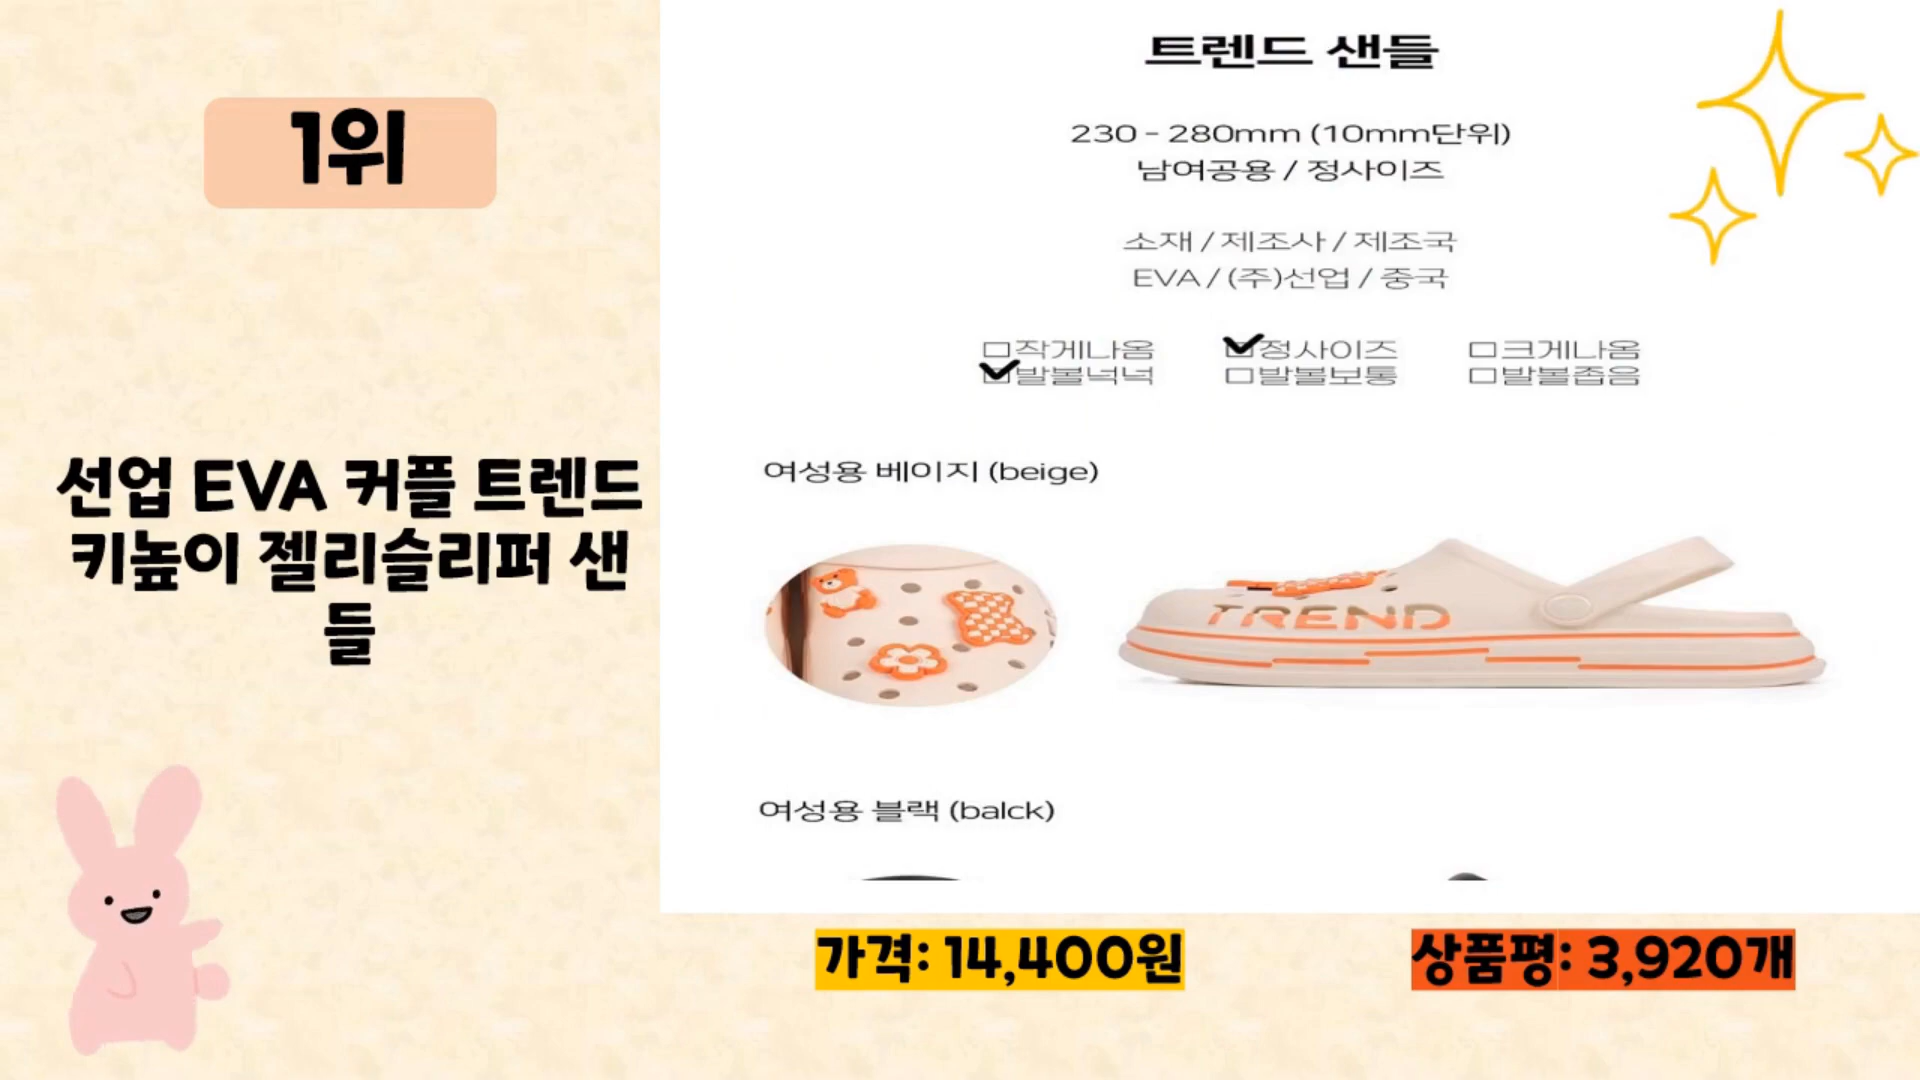 1위
선업 EVA 커플 트렌드
키높이 젤리슬리퍼 샌
들
트렌드 샌들
230 - 280mm (10mm단위)
남여공용 / 정사이즈
소재 / 제조사 / 제조국
EVA / (주)선업 / 중국
□작게나옴 ☑정사이즈 □크게나옴
☑발볼넉넉 □발볼보통 □발볼좁음
여성용 베이지 (beige)
TREND
여성용 블랙 (balck)
가격: 14,400원
상품평: 3,920개